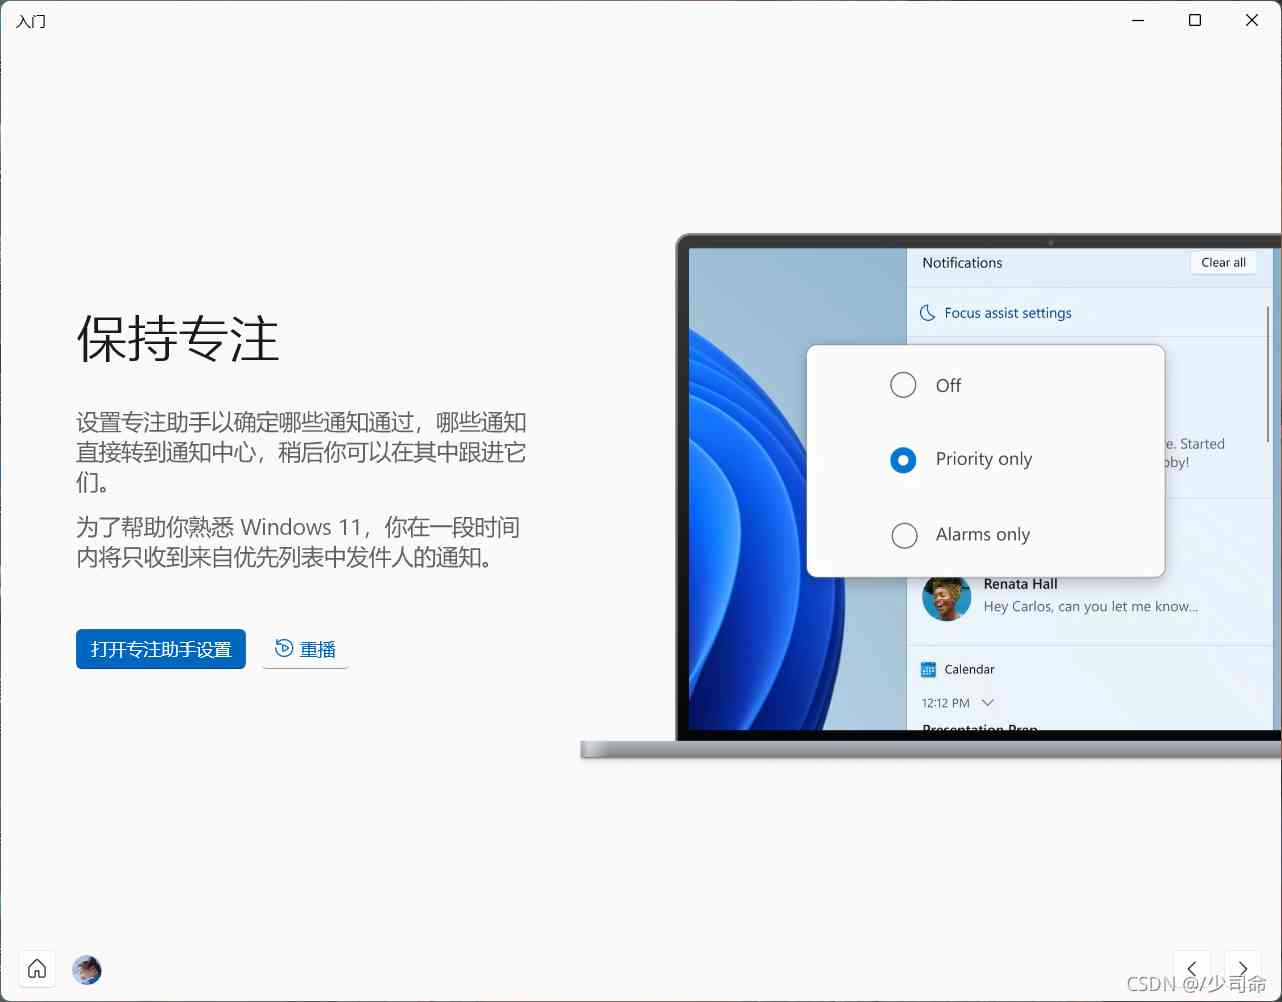 入门
保持专注
设置专注助手以确定哪些通知通过，哪些通知
直接转到通知中心，稍后你可以在其中跟进它
们。
为了帮助你熟悉 Windows 11，你在一段时间
内将只收到来自优先列表中发件人的通知。
打开专注助手设置
重播
Notifications
Clear all
Focus assist settings
Off
Priority only
Alarms only
e. Started
bby!
Renata Hall
Hey Carlos, can you let me know...
Calendar
12:12 PM
Presentation Prep
CSDN @/少司命